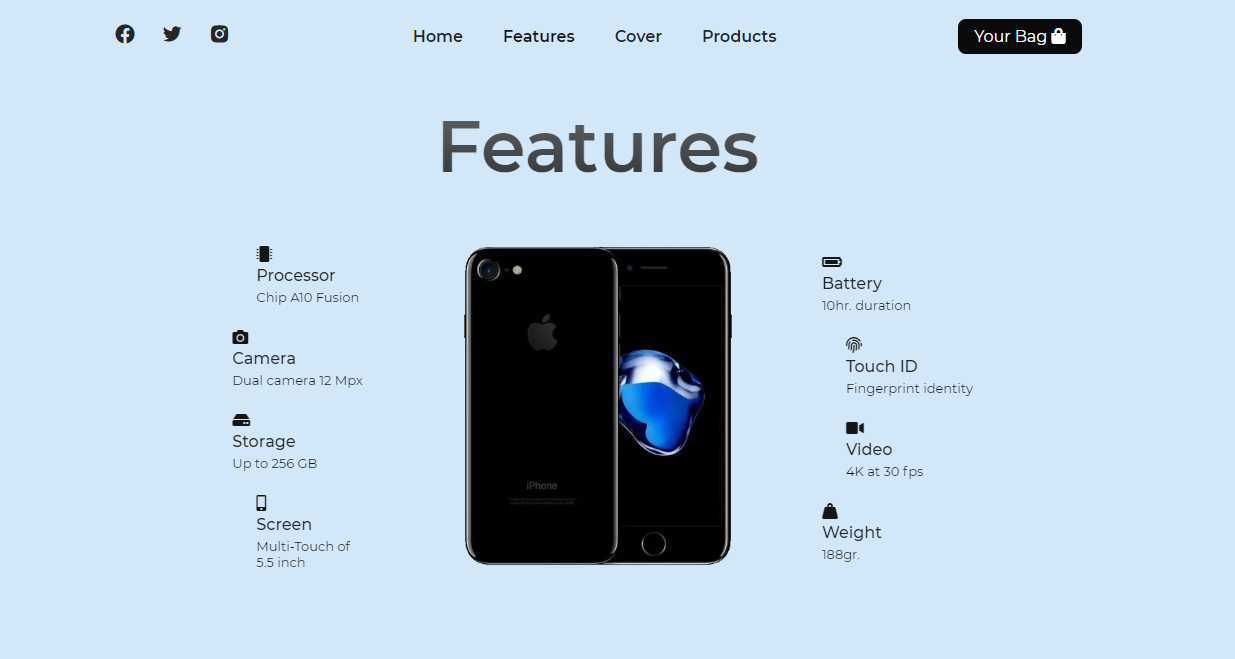 Home Features Cover Products Your Bag
Features
Processor
Chip A10 Fusion
Camera
Dual camera 12 Mpx
Storage
Up to 256 GB
Screen
Multi-Touch of
5.5 inch
iPhone
Battery
10hr. duration
Touch ID
Fingerprint identity
Video
4K at 30 fps
Weight
188gr.